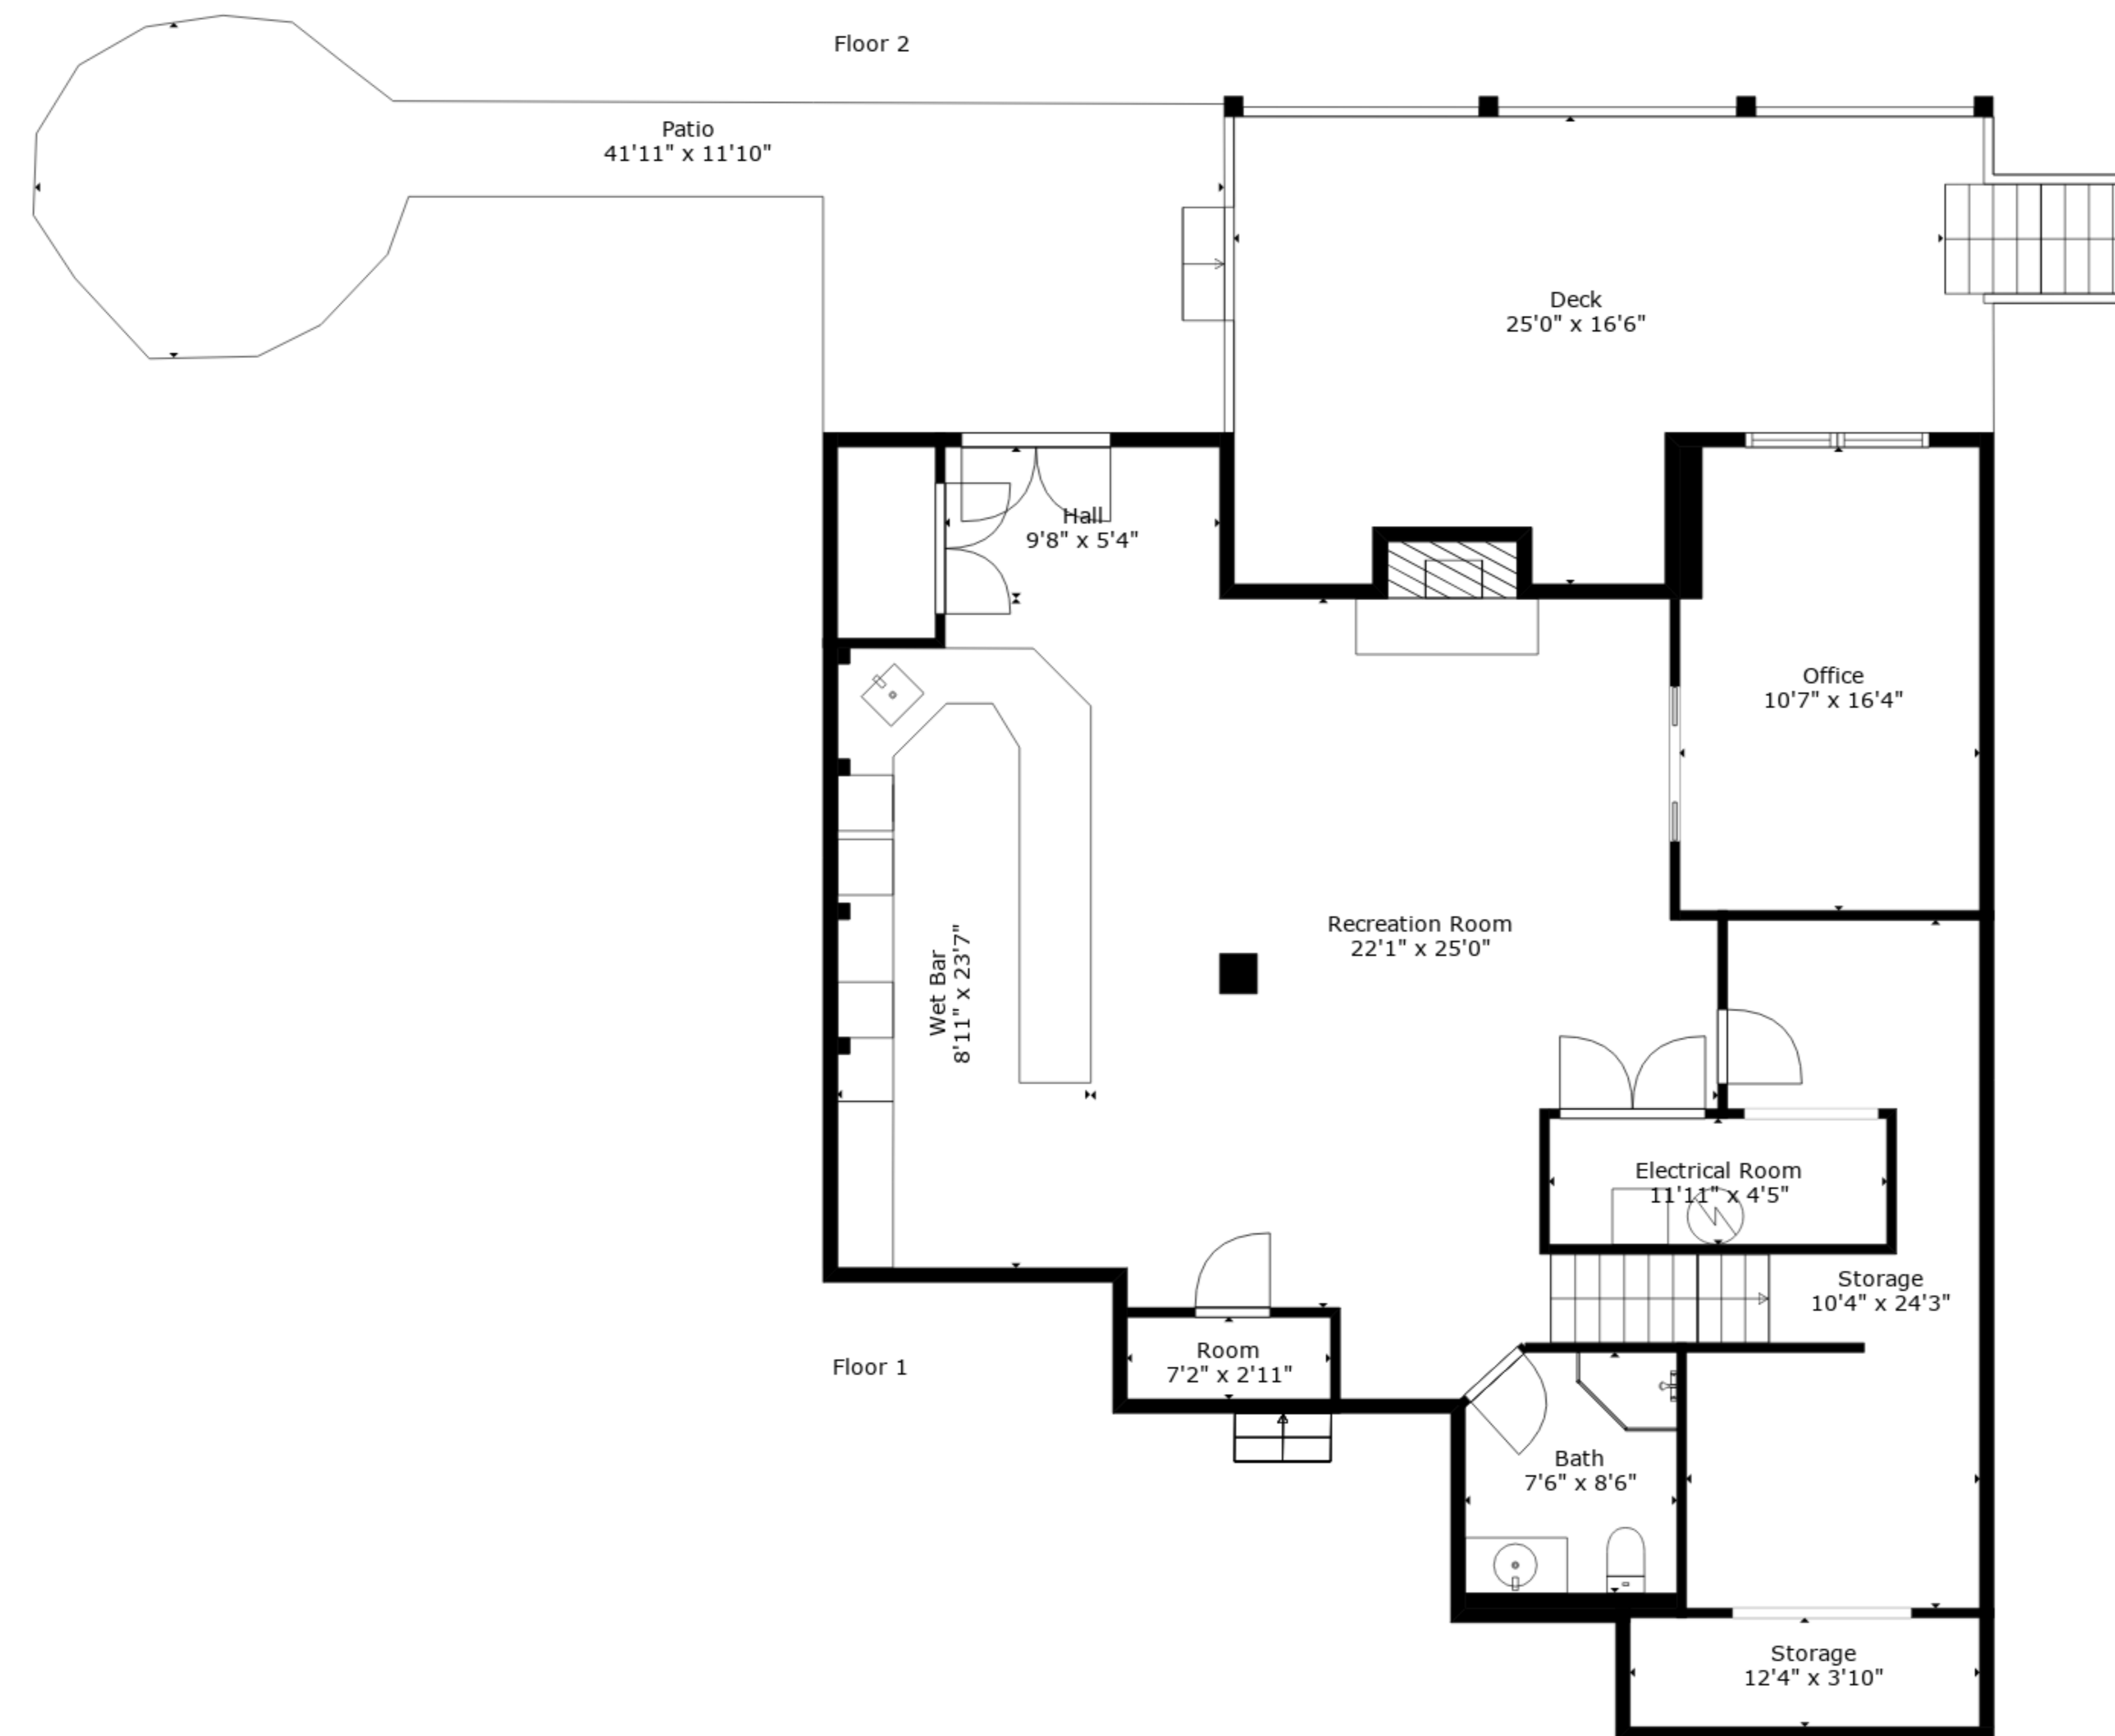 Floor 2
Patio
41'11" x 11'10"
Deck
25'0" x 16'6"
Hall
9'8" x 5'4"
Office
10'7" x 16'4"
Recreation Room
22'1" x 25'0"
Wet Bar
8'11" x 23'7"
Electrical Room
11'11" x 4'5"
Storage
10'4" x 24'3"
Room
7'2" x 2'11"
Floor 1
Bath
7'6" x 8'6"
Storage
12'4" x 3'10"